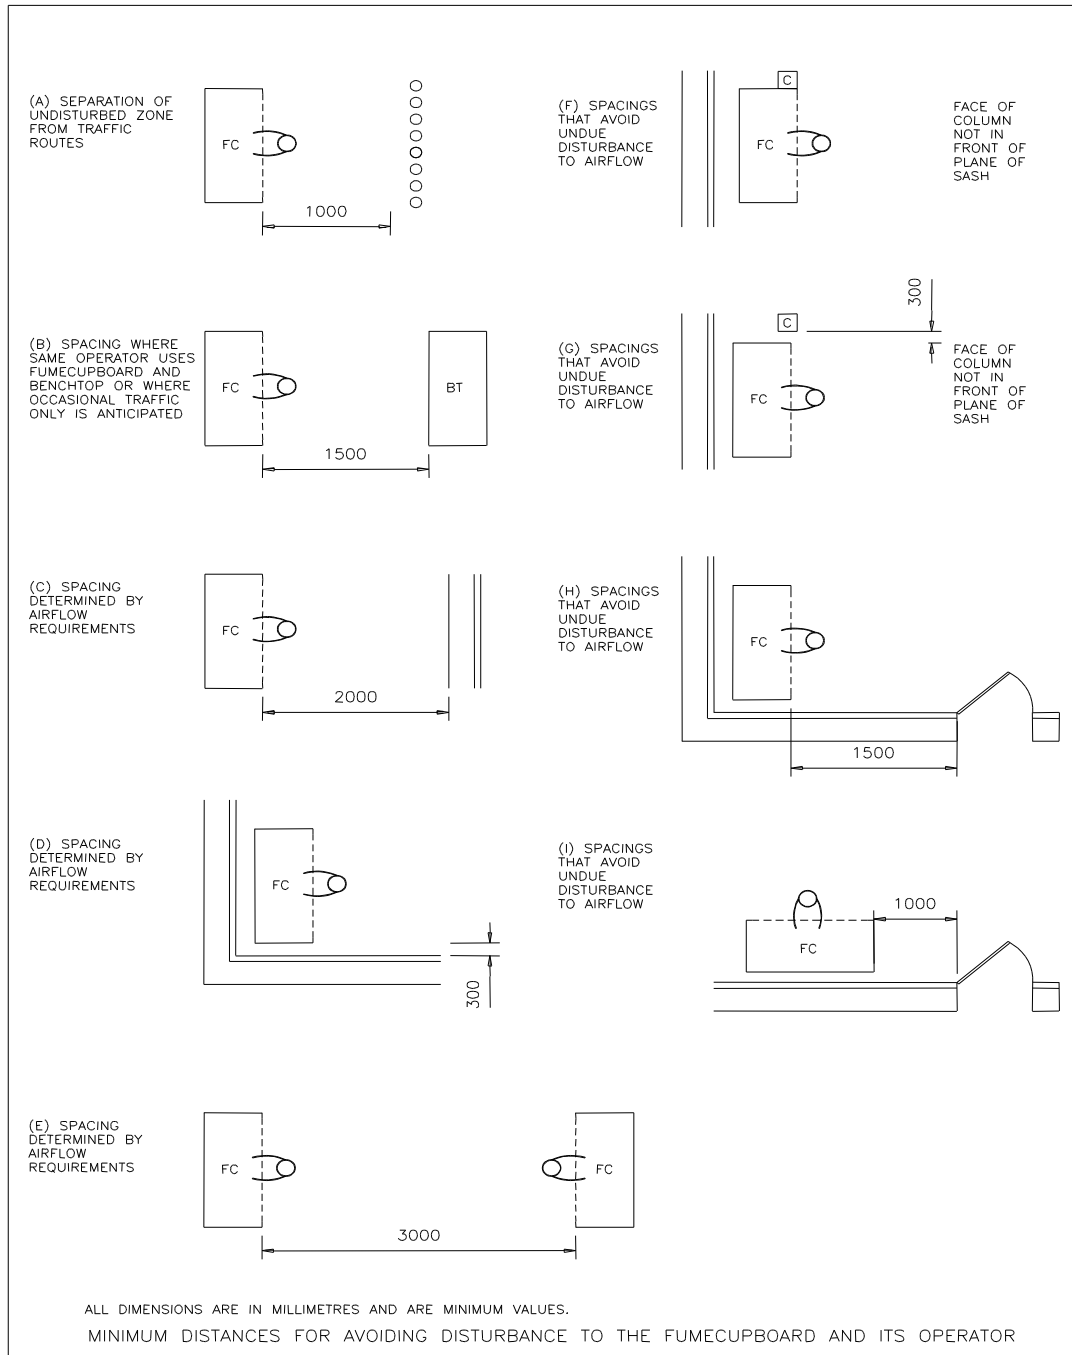 (A) SEPARATION OF
UNDISTURBED ZONE
FROM TRAFFIC
ROUTES
FC
1000
(B) SPACING WHERE
SAME OPERATOR USES
FUMECUPBOARD AND
BENCHTOP OR WHERE
OCCASIONAL TRAFFIC
ONLY IS ANTICIPATED
FC
BT
1500
(C) SPACING
DETERMINED BY
AIRFLOW
REQUIREMENTS
FC
2000
(D) SPACING
DETERMINED BY
AIRFLOW
REQUIREMENTS
FC
300
(E) SPACING
DETERMINED BY
AIRFLOW
REQUIREMENTS
FC
FC
3000
(F) SPACINGS
THAT AVOID
UNDUE
DISTURBANCE
TO AIRFLOW
C
FC
FACE OF
COLUMN
NOT IN
FRONT OF
PLANE OF
SASH
(G) SPACINGS
THAT AVOID
UNDUE
DISTURBANCE
TO AIRFLOW
C
FC
300
FACE OF
COLUMN
NOT IN
FRONT OF
PLANE OF
SASH
(H) SPACINGS
THAT AVOID
UNDUE
DISTURBANCE
TO AIRFLOW
FC
1500
(I) SPACINGS
THAT AVOID
UNDUE
DISTURBANCE
TO AIRFLOW
FC
1000
ALL DIMENSIONS ARE IN MILLIMETRES AND ARE MINIMUM VALUES.
MINIMUM DISTANCES FOR AVOIDING DISTURBANCE TO THE FUMECUPBOARD AND ITS OPERATOR